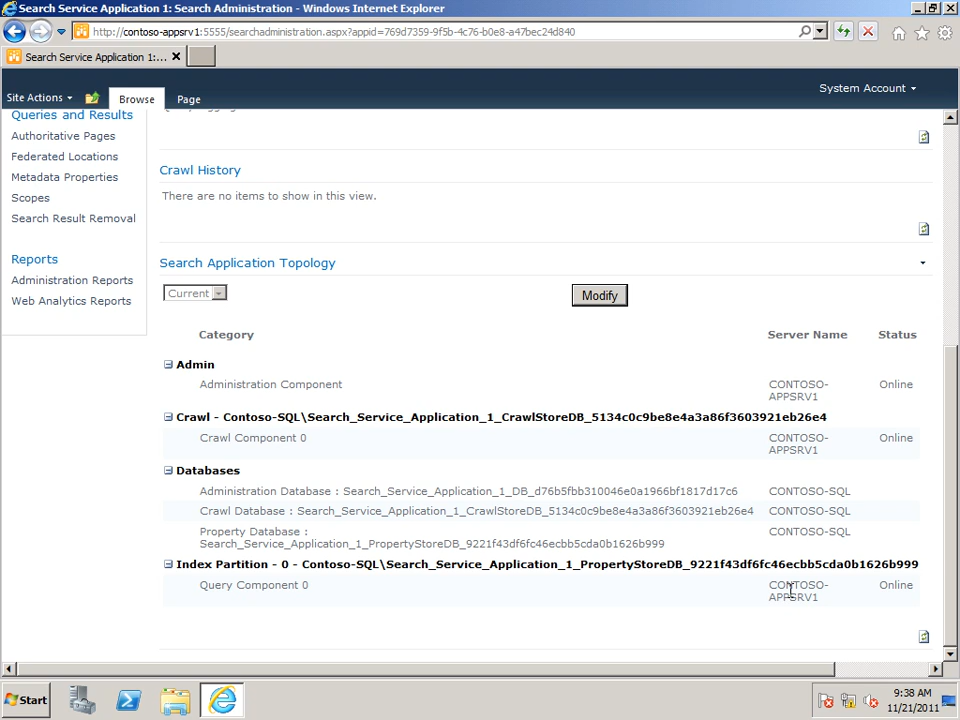 Search Service Application 1: Search Administration - Windows Internet Explorer
http://contoso-appsrv1:5555/searchadministration.aspx?appid=769d7359-9f5b-4c76-b0e8-a47bec24d840
Search Service Application 1:...
Site Actions
Browse
Page
System Account
Queries and Results
Authoritative Pages
Federated Locations
Metadata Properties
Scopes
Search Result Removal
Reports
Administration Reports
Web Analytics Reports
Crawl History
There are no items to show in this view.
Search Application Topology
Current
Modify
Category Server Name Status
Admin
Administration Component CONTOSO-APPSRV1 Online
Crawl - Contoso-SQL\Search_Service_Application_1_CrawlStoreDB_5134c0c9be8e4a3a86f3603921eb26e4
Crawl Component 0 CONTOSO-APPSRV1 Online
Databases
Administration Database : Search_Service_Application_1_DB_d76b5fbb310046e0a1966bf1817d17c6 CONTOSO-SQL
Crawl Database : Search_Service_Application_1_CrawlStoreDB_5134c0c9be8e4a3a86f3603921eb26e4 CONTOSO-SQL
Property Database : CONTOSO-SQL
Search_Service_Application_1_PropertyStoreDB_9221f43df6fc46ecbb5cda0b1626b999
Index Partition - 0 - Contoso-SQL\Search_Service_Application_1_PropertyStoreDB_9221f43df6fc46ecbb5cda0b1626b999
Query Component 0 CONTOSO-APPSRV1 Online
Start
9:38 AM
11/21/2011